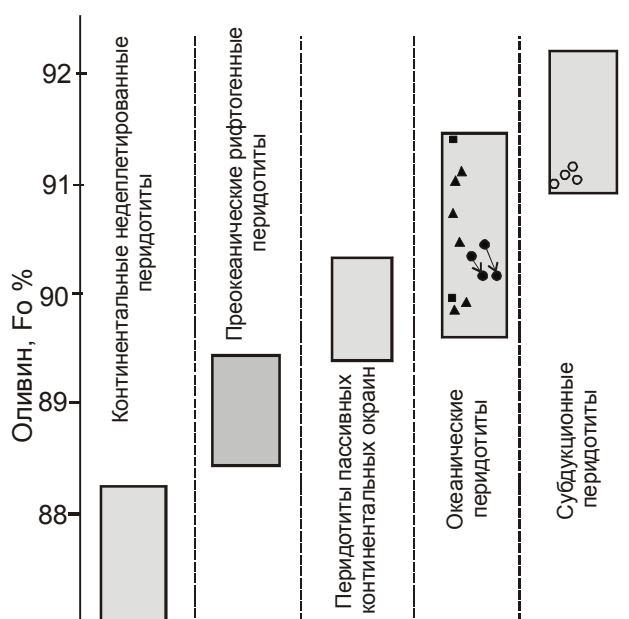 Оливин, Fo %
92
91
90
89
88
Континентальные недеплетированные
перидотиты
Преокеанические рифтогенные
перидотиты
Перидотиты пассивных
континентальных окраин
Океанические
перидотиты
Субдукционные
перидотиты